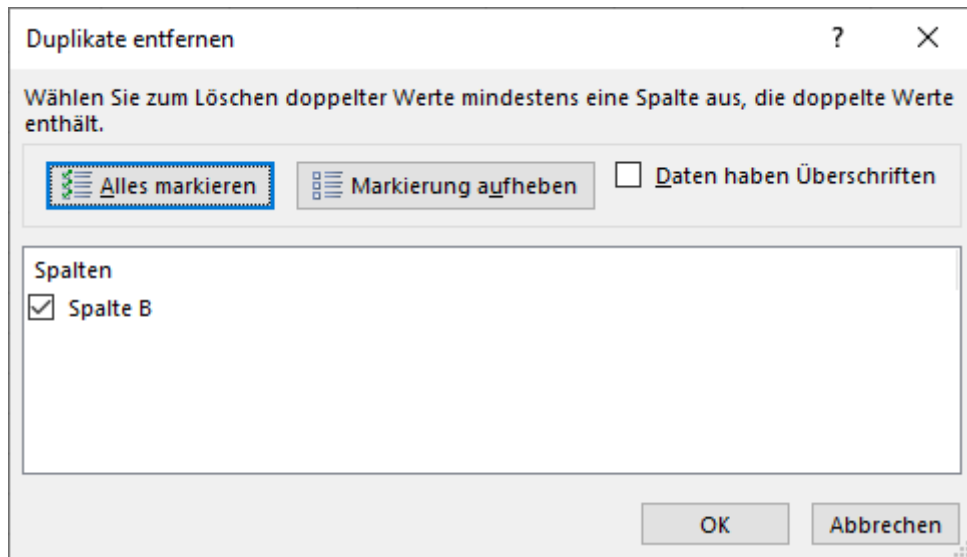 Duplikate entfernen
Wählen Sie zum Löschen doppelter Werte mindestens eine Spalte aus, die doppelte Werte
enthält.
Alles markieren Markierung aufheben Daten haben Überschriften
Spalten
Spalte B
OK Abbrechen